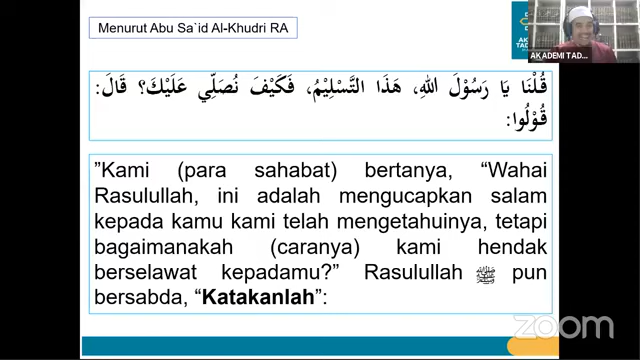 Menurut Abu Sa`id Al-Khudri RA
AKADEMI TAD...
قُلْنَا يَا رَسُوْلَ اللهِ، هَذَا التَّسْلِيْمُ، فَكَيْفَ نُصَلِّي عَلَيْكَ؟ قَالَ:
قُوْلُوا:
”Kami (para sahabat) bertanya, “Wahai
Rasulullah, ini adalah mengucapkan salam
kepada kamu kami telah mengetahuinya, tetapi
bagaimanakah (caranya) kami hendak
berselawat kepadamu?” Rasulullah ﷺ pun
bersabda, “Katakanlah”:
zoom